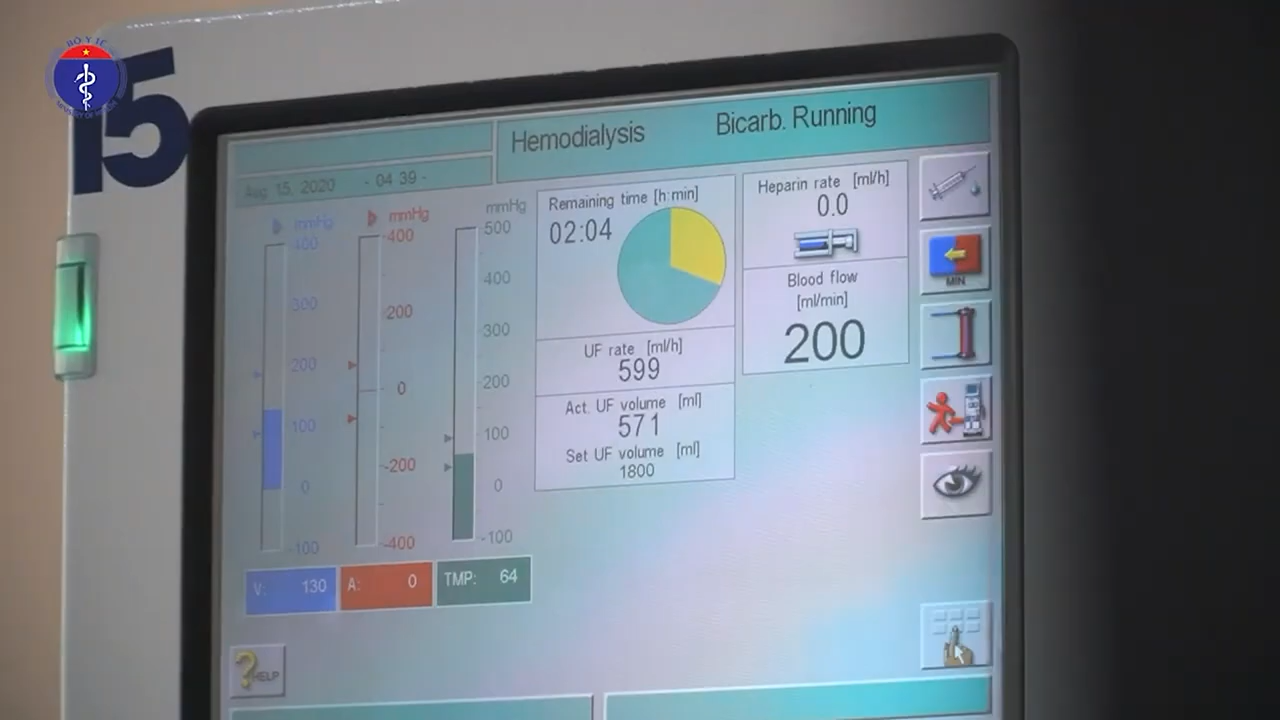 BỘ Y TẾ
15
Hemodialysis
Bicarb. Running
Aug. 15, 2020 - 04 39 -
mmHg
mmHg
mmHg
400
300
200
100
0
-100
400
200
0
-200
-400
500
400
300
200
100
0
-100
Remaining time [h:min]
02:04
Heparin rate [ml/h]
0.0
Blood flow
[ml/min]
200
UF rate [ml/h]
599
Act. UF volume [ml]
571
Set UF volume [ml]
1800
MIN
V: 130
A: 0
TMP: 64
?HELP